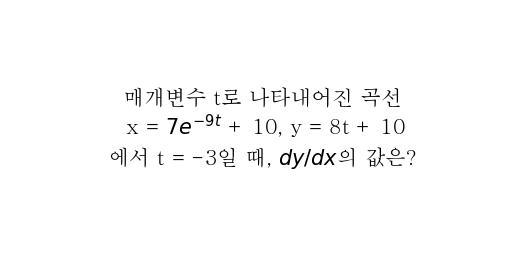 매개변수 t로 나타내어진 곡선
x = 7e⁻⁹ᵗ + 10, y = 8t + 10
에서 t = −3일 때, dy/dx의 값은?